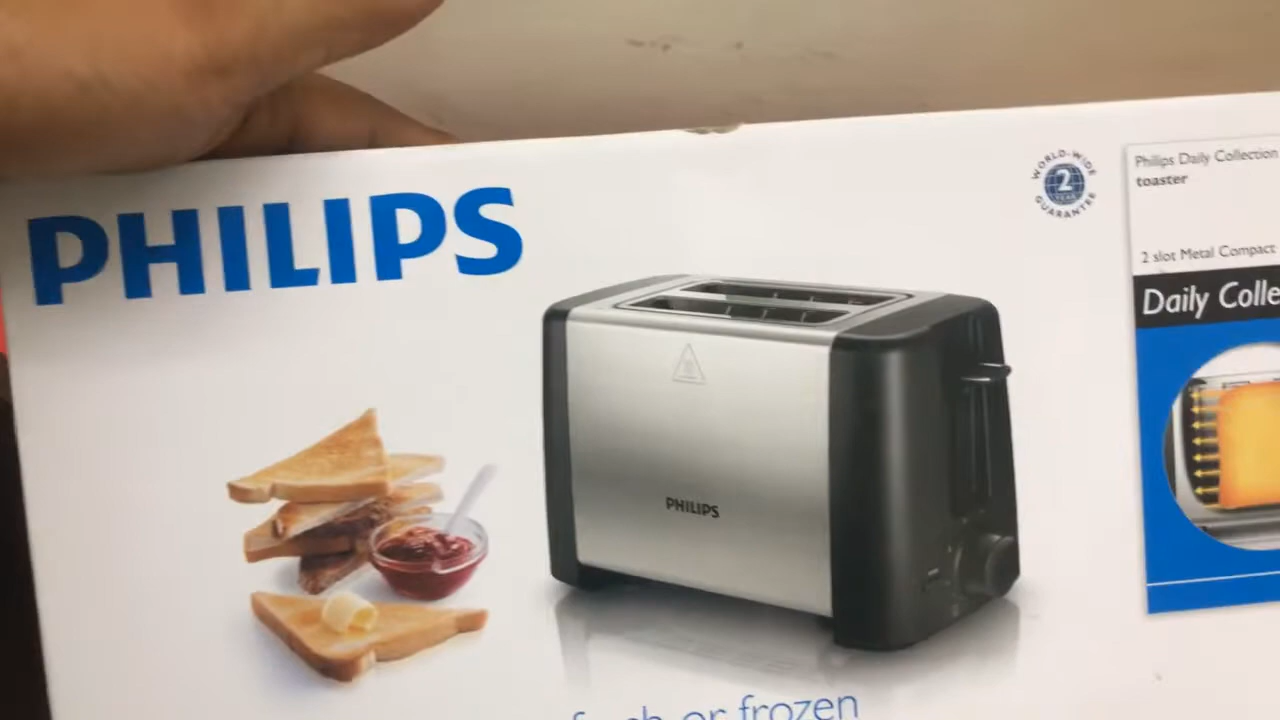 PHILIPS
WORLD-WIDE
2
YEAR
GUARANTEE
Philips Daily Collection
toaster
2 slot Metal Compact
Daily Colle
PHILIPS
fresh or frozen